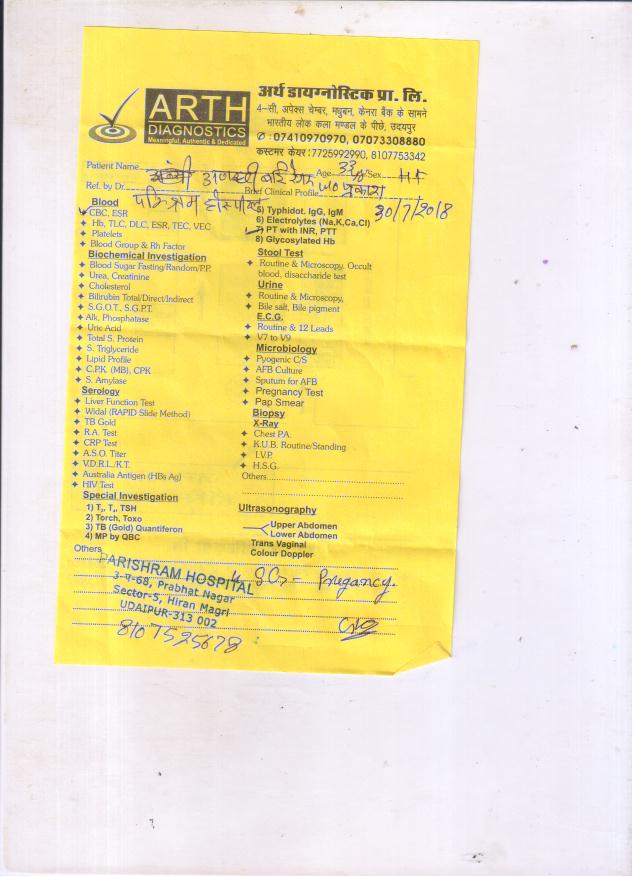 ARTH
DIAGNOSTICS
Meaningful, Authentic & Dedicated
अर्थ डायग्नोस्टिक प्रा. लि.
4-सी, अपेक्स चेम्बर, मधुबन, केनरा बैंक के सामने
भारतीय लोक कला मण्डल के पीछे, उदयपुर
✆ : 07410970970, 07073308880
कस्टमर केयर : 7725992990, 8107753342
Patient Name बाई Age 33 Sex
Ref. by Dr. Brief Clinical Profile w/o प्रकाश
30/7/2018
Blood
CBC, ESR
Hb, TLC, DLC, ESR, TEC, VEC
Platelets
Blood Group & Rh Factor
Biochemical Investigation
Blood Sugar Fasting/Random/P.P.
Urea, Creatinine
Cholesterol
Bilirubin Total/Direct/Indirect
S.G.O.T., S.G.P.T.
Alk. Phosphatase
Uric Acid
Total S. Protein
S. Triglyceride
Lipid Profile
C.P.K. (MB), CPK
S. Amylase
Serology
Liver Function Test
Widal (RAPID Slide Method)
TB Gold
R.A. Test
CRP Test
A.S.O. Titer
V.D.R.L./K.T.
Australia Antigen (HBs Ag)
HIV Test
Special Investigation
1) T₃, T₄, TSH
2) Torch, Toxo
3) TB (Gold) Quantiferon
4) MP by QBC
5) Typhidot. IgG, IgM
6) Electrolytes (Na,K,Ca,Cl)
7) PT with INR, PTT
8) Glycosylated Hb
Stool Test
Routine & Microscopy, Occult
blood, disaccharide test
Urine
Routine & Microscopy,
Bile salt, Bile pigment
E.C.G.
Routine & 12 Leads
V7 to V9
Microbiology
Pyogenic C/S
AFB Culture
Sputum for AFB
Pregnancy Test
Pap Smear
Biopsy
X-Ray
Chest P.A.
K.U.B. Routine/Standing
I.V.P.
H.S.G.
Others
Ultrasonography
Upper Abdomen
Lower Abdomen
Trans Vaginal
Colour Doppler
Others
PARISHRAM HOSPITAL
3-प-68, Prabhat Nagar
Sector-5, Hiran Magri
UDAIPUR-313 002
8107525678
Pregancy.